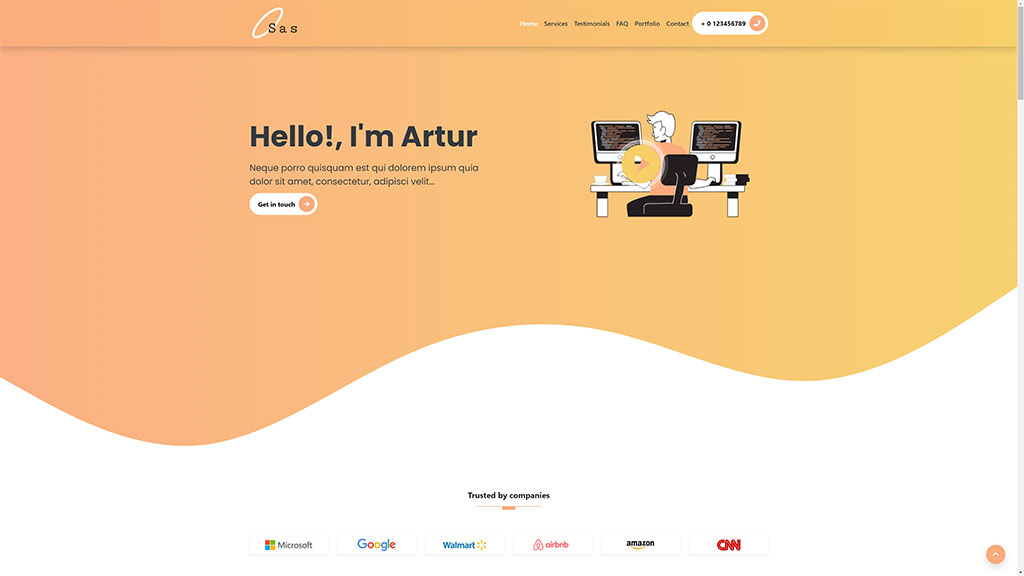 Sas
Home Services Testimonials FAQ Portfolio Contact + 0 123456789
Hello!, I'm Artur
Neque porro quisquam est qui dolorem ipsum quia
dolor sit amet, consectetur, adipisci velit...
Get in touch
Trusted by companies
Microsoft Google Walmart airbnb amazon CNN